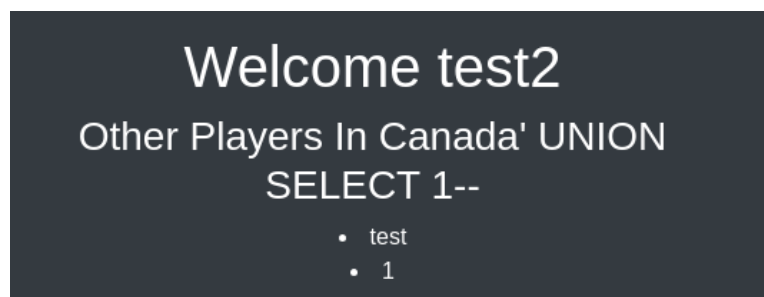 Welcome test2
Other Players In Canada' UNION
SELECT 1--
• test
• 1